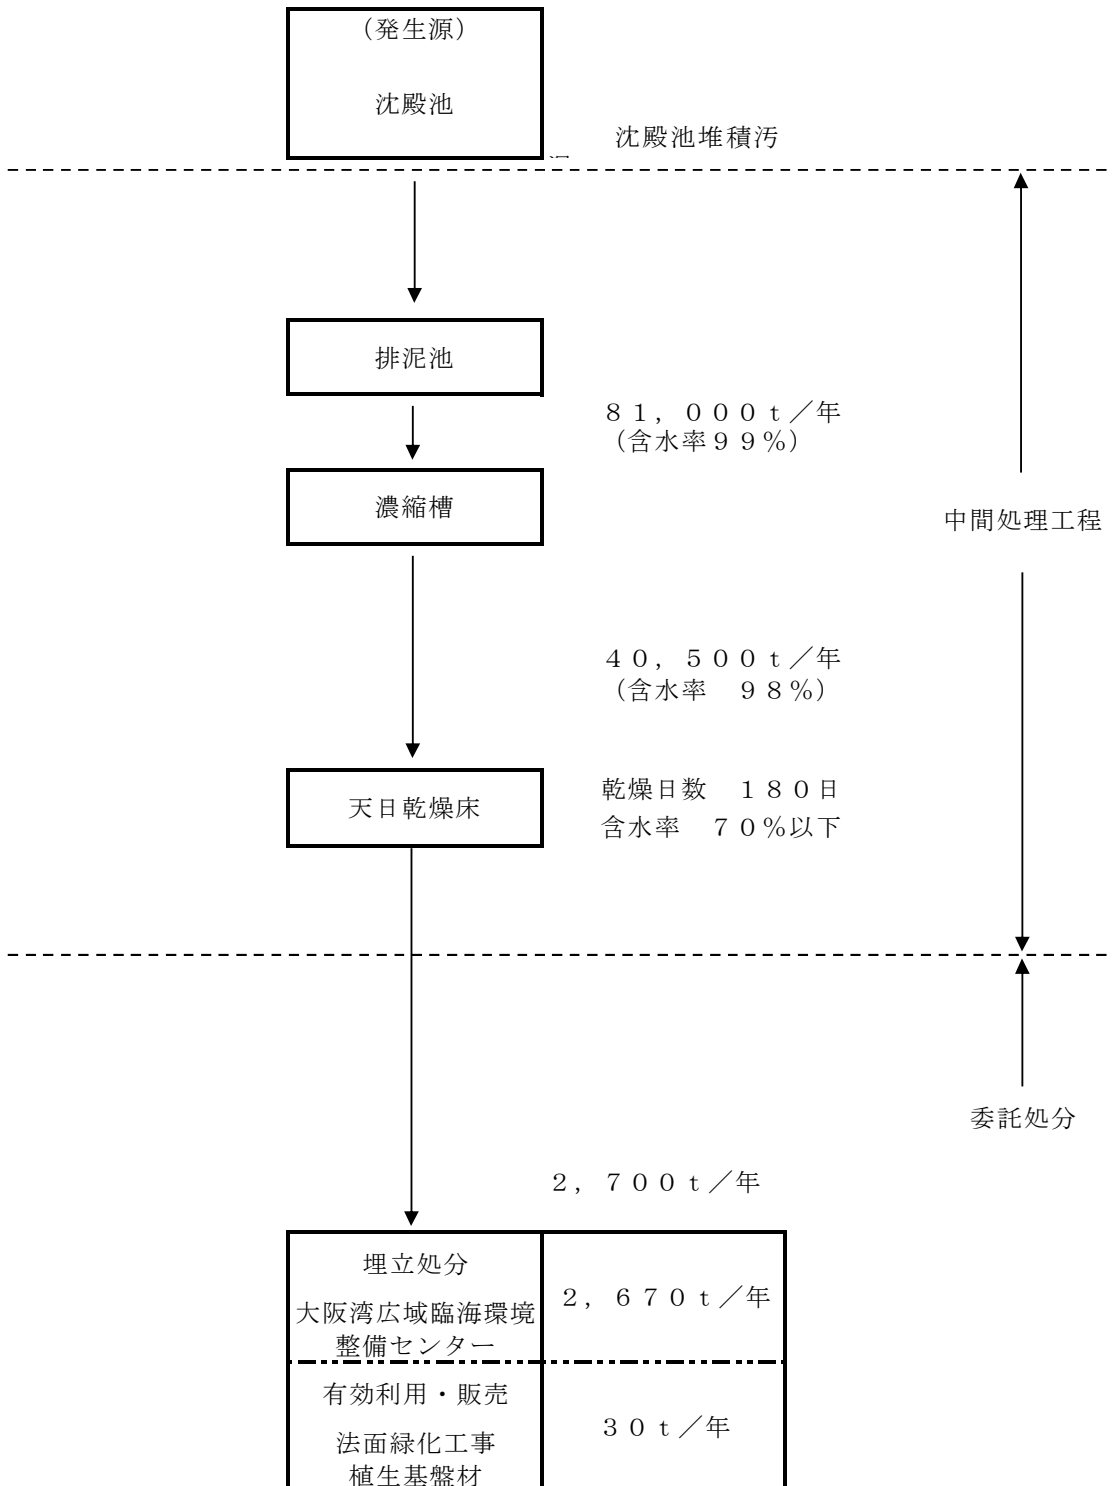 （発生源）
沈殿池
沈殿池堆積汚
排泥池
８１，０００ｔ／年
（含水率９９％）
濃縮槽
中間処理工程
４０，５００ｔ／年
（含水率　９８％）
天日乾燥床
乾燥日数　１８０日
含水率　７０％以下
委託処分
２，７００ｔ／年
埋立処分
大阪湾広域臨海環境
整備センター
２，６７０ｔ／年
有効利用・販売
法面緑化工事
植生基盤材
３０ｔ／年